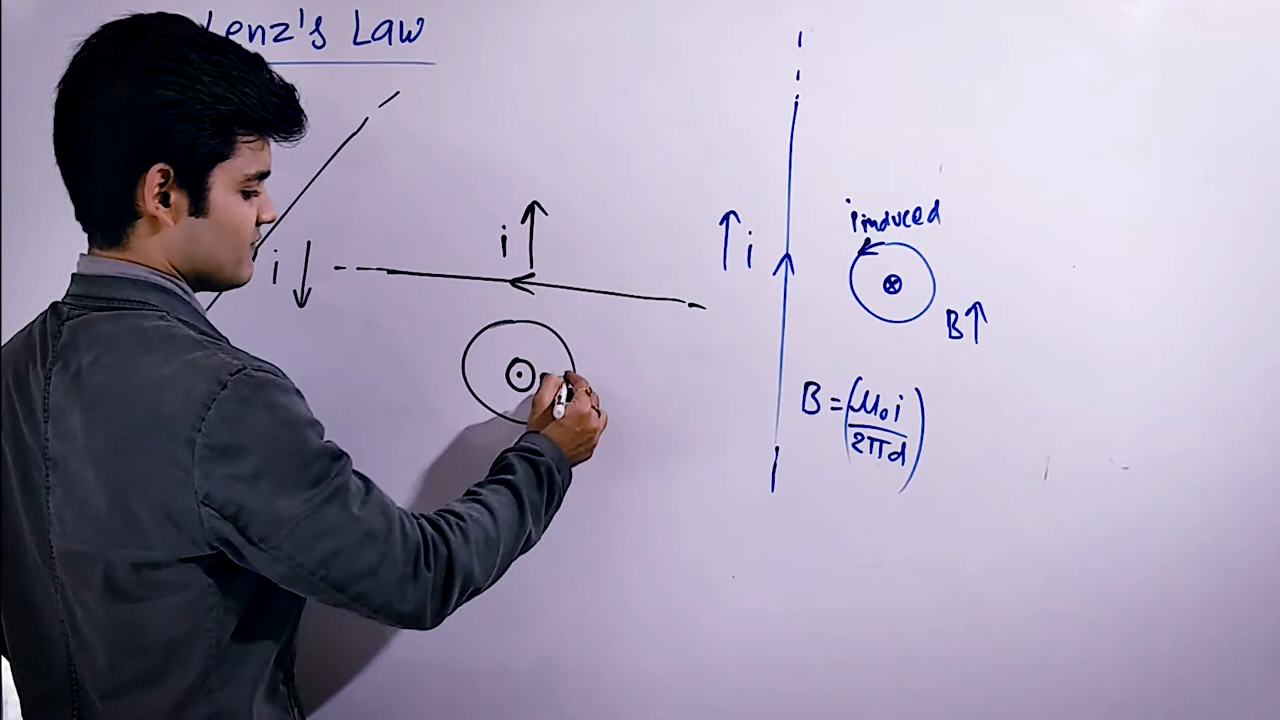 Lenz's Law
i ↓
i ↑
↑ i
i induced
⊗
B↑
B = (μ₀i / 2πd)
⊙